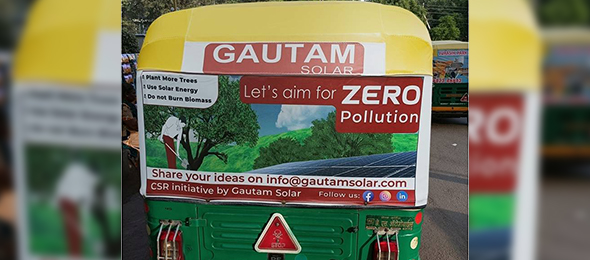 GAUTAM
SOLAR
Plant More Trees
Use Solar Energy
Do not Burn Biomass
Let's aim for ZERO
Pollution
Share your ideas on info@gautamsolar.com
CSR initiative by Gautam Solar
Follow us: